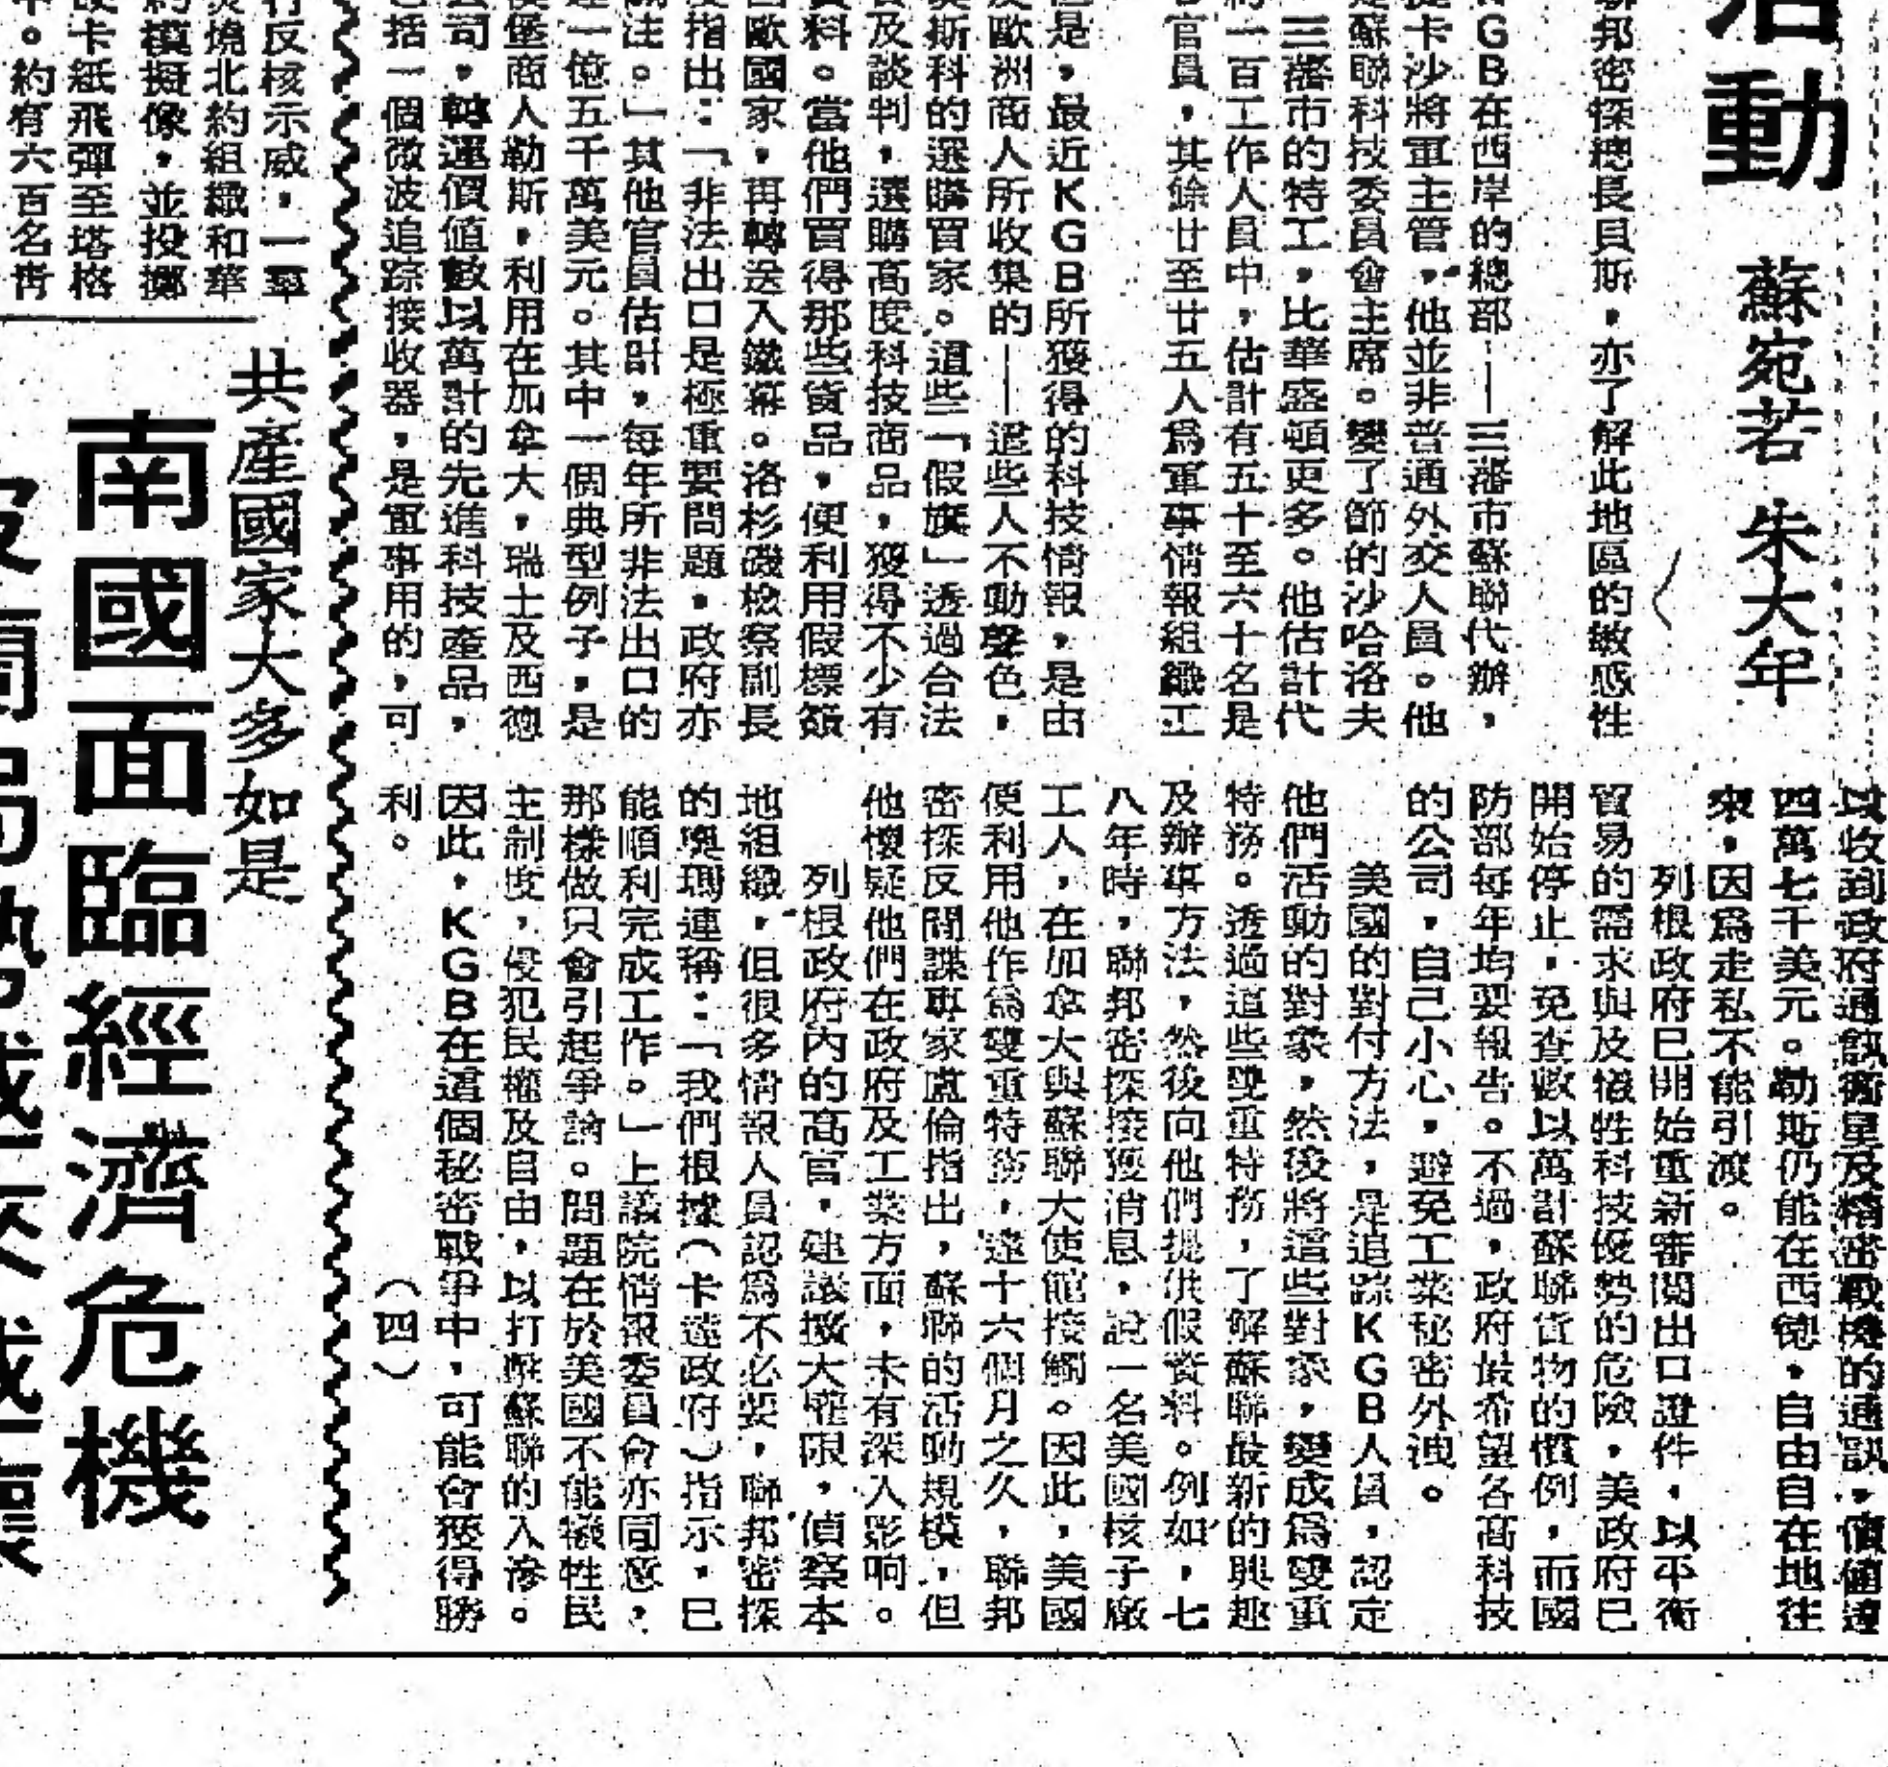 活動
蘇宛若 朱大年
聯邦密探總長貝斯，亦了解此地區的敏感性
GB在西岸的總部——三藩市蘇聯代辦，
卡沙將軍主管，他並非普通外交人員。他
蘇聯科技委員會主席。變了節的沙哈洛夫
三藩市的特工，比華盛頓更多。他估計代
一百工作人員中，估計有五十至六十名是
官員，其餘廿至廿五人爲軍事情報組織工
是，最近KGB所獲得的科技情報，是由
歐洲商人所收集的——這些人不動聲色，
斯科的選購買家。這些「假旗」透過合法
及談判，選購高度科技商品，獲得不少有
料。當他們買得那些貨品，便利用假標簽
歐國家，再轉送入鐵幕。洛杉磯檢察副長
指出：「非法出口是極重要問題，政府亦
注。」其他官員估計，每年所非法出口的
一億五千萬美元。其中一個典型例子，是
堡商人勒斯，利用在加拿大，瑞士及西德
司，轉運價值數以萬計的先進科技產品，
括一個微波追踪接收器，是軍事用的，可
以收到政府通訊衛星及精密戰機的通訊，價值達
四萬七千美元。勒斯仍能在西德，自由自在地往
來，因爲走私不能引渡。
列根政府已開始重新審閱出口證件，以平衡
貿易的需求與及犧牲科技優勢的危險，美政府已
開始停止，免查數以萬計蘇聯貨物的慣例，而國
防部每年均要報告。不過，政府最希望各高科技
的公司，自己小心，避免工業秘密外洩。
美國的對付方法，是追踪KGB人員，認定
他們活動的對象，然後將這些對象，變成爲雙重
特務。透過這些雙重特務，了解蘇聯最新的興趣
及辦事方法，然後向他們提供假資料。例如，七
八年時，聯邦密探接獲消息，說一名美國核子廠
工人，在加拿大與蘇聯大使館接觸。因此，美國
便利用他作爲雙重特務，達十六個月之久，聯邦
密探反間諜專家盧倫指出，蘇聯的活動規模，但
他懷疑他們在政府及工業方面，未有深入影响。
列根政府內的高官，建議擴大權限，偵察本
地組織，但很多情報人員認爲不必要，聯邦密探
的奧瑪連稱：「我們根據（卡達政府）指示，已
能順利完成工作。」上議院情報委員會亦同意，
那樣做只會引起爭論。問題在於美國不能犧牲民
主制度，侵犯民權及自由，以打擊蘇聯的入滲。
因此，KGB在這個秘密戰爭中，可能會獲得勝
利。 （四）
行反核示威，一羣
燒北約組織和華
模擬像，並投擲
卡紙飛彈至塔格
。約有六百名靑
共產國家大多如是
南國面臨經濟危機